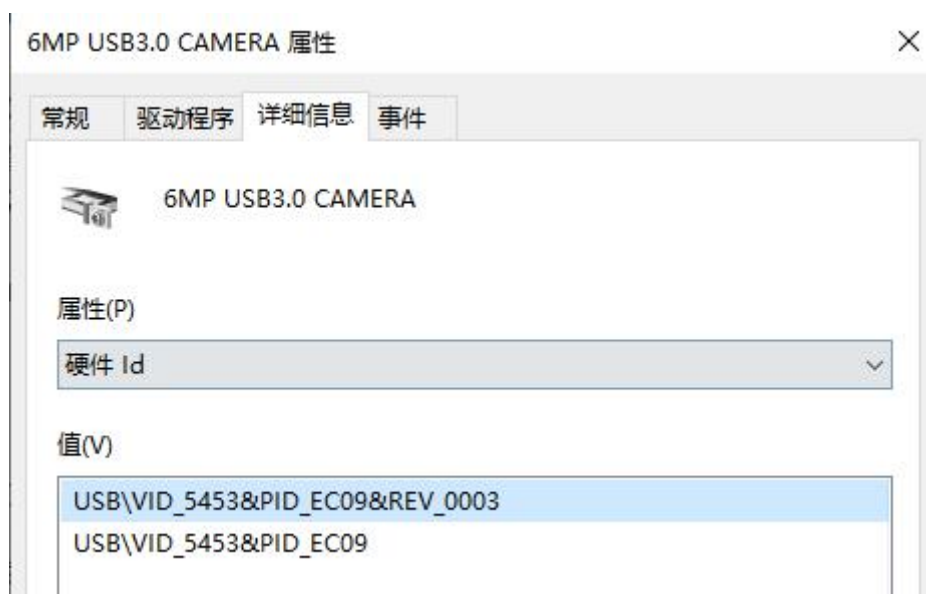 6MP USB3.0 CAMERA 属性
常规 驱动程序 详细信息 事件
6MP USB3.0 CAMERA
属性(P)
硬件 Id
值(V)
USB\VID_5453&PID_EC09&REV_0003
USB\VID_5453&PID_EC09